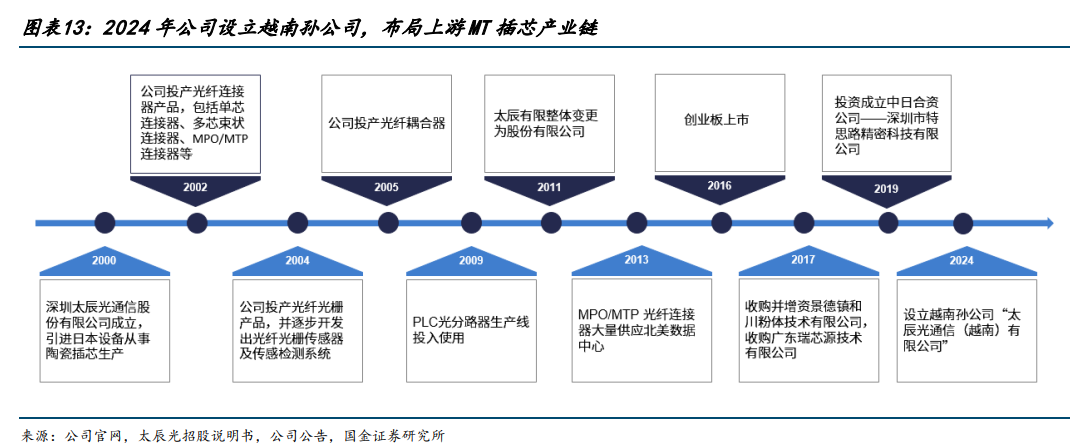 图表13：2024 年公司设立越南孙公司，布局上游 MT 插芯产业链
公司投产光纤连接
器产品，包括单芯
连接器、多芯束状
连接器、MPO/MTP
连接器等
2002
公司投产光纤耦合器
2005
太辰有限整体变更
为股份有限公司
2011
创业板上市
2016
投资成立中日合资
公司——深圳市特
思路精密科技有限
公司
2019
2000
深圳太辰光通信股
份有限公司成立，
引进日本设备从事
陶瓷插芯生产
2004
公司投产光纤光栅
产品，并逐步开发
出光纤光栅传感器
及传感检测系统
2009
PLC光分路器生产线
投入使用
2013
MPO/MTP 光纤连接
器大量供应北美数据
中心
2017
收购并增资景德镇和
川粉体技术有限公司，
收购广东瑞芯源技术
有限公司
2024
设立越南孙公司“太
辰光通信（越南）有
限公司”
来源：公司官网，太辰光招股说明书，公司公告，国金证券研究所